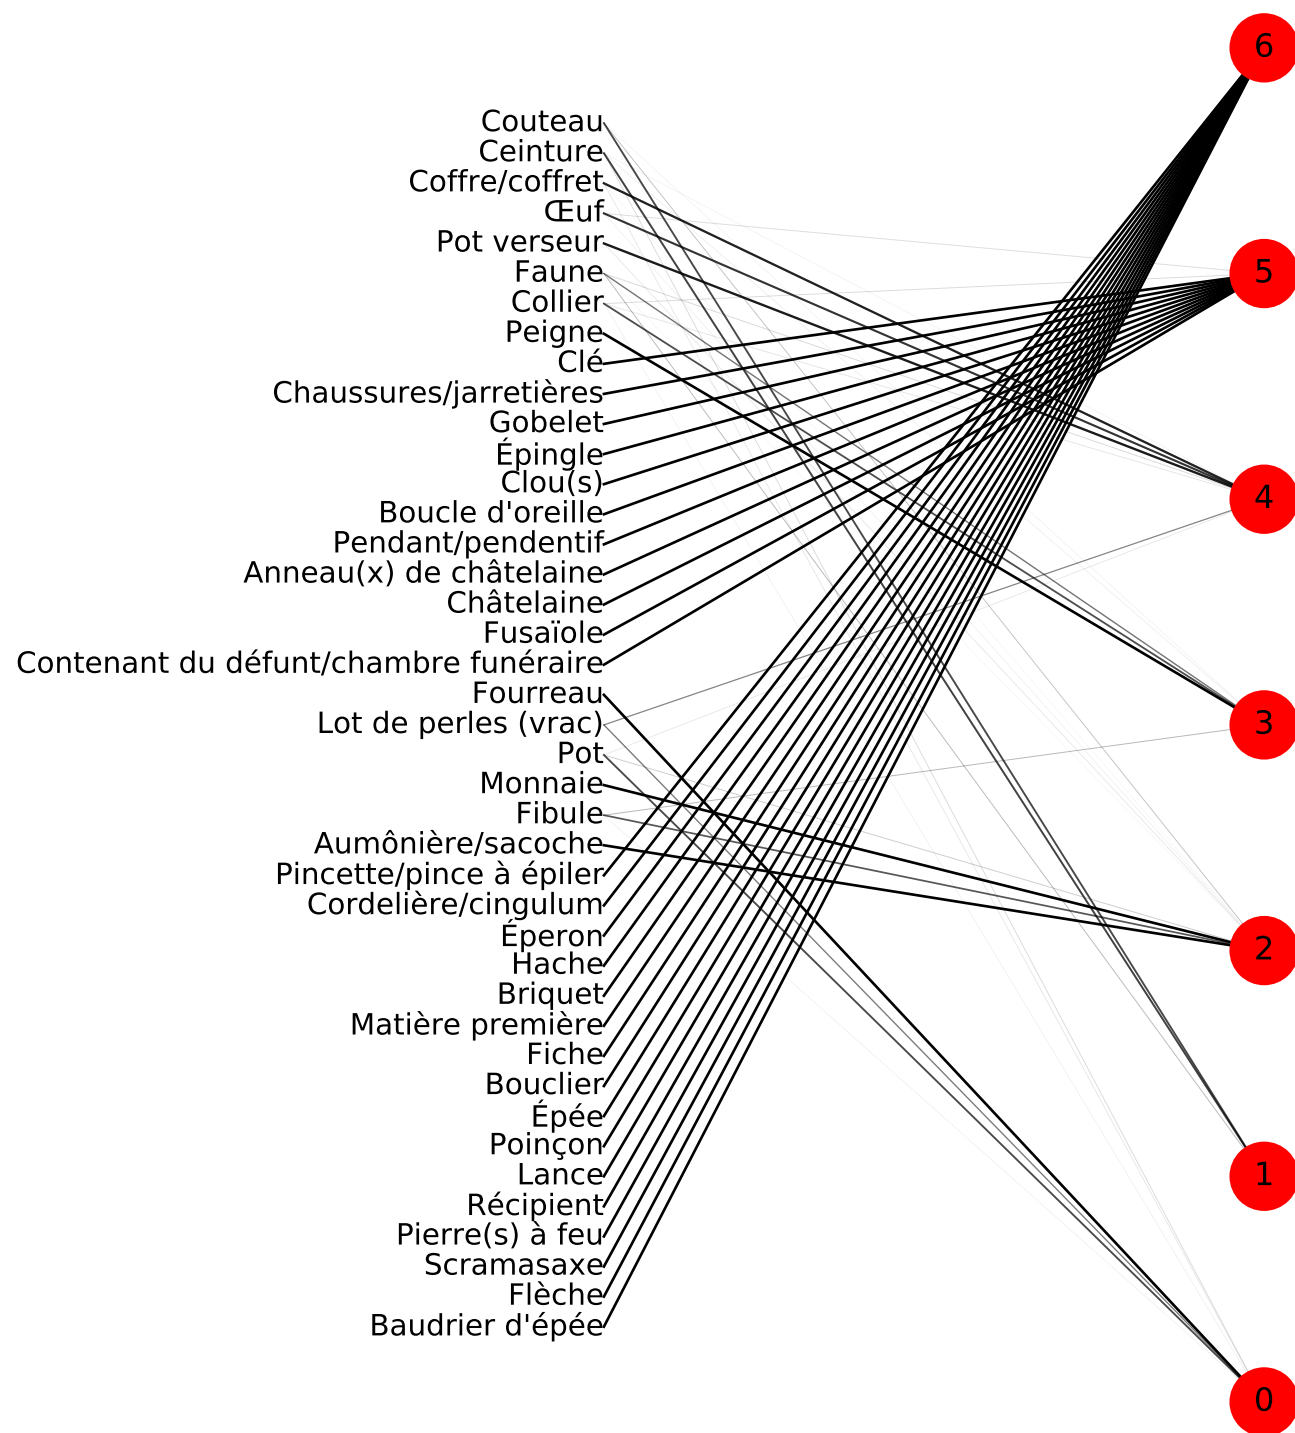 6
Couteau
Ceinture
Coffre/coffret
Œuf
Pot verseur
Faune
5
Collier
Peigne
Clé
Chaussures/jarretières
Gobelet
Épingle
Clou(s)
4
Boucle d'oreille
Pendant/pendentif
Anneau(x) de châtelaine
Châtelaine
Fusaïole
Contenant du défunt/chambre funéraire
Fourreau
Lot de perles (vrac)
3
Pot
Monnaie
Fibule
Aumônière/sacoche
Pincette/pince à épiler
Cordelière/cingulum
Éperon
2
Hache
Briquet
Matière première
Fiche
Bouclier
Épée
Poinçon
Lance
1
Récipient
Pierre(s) à feu
Scramasaxe
Flèche
Baudrier d'épée
0